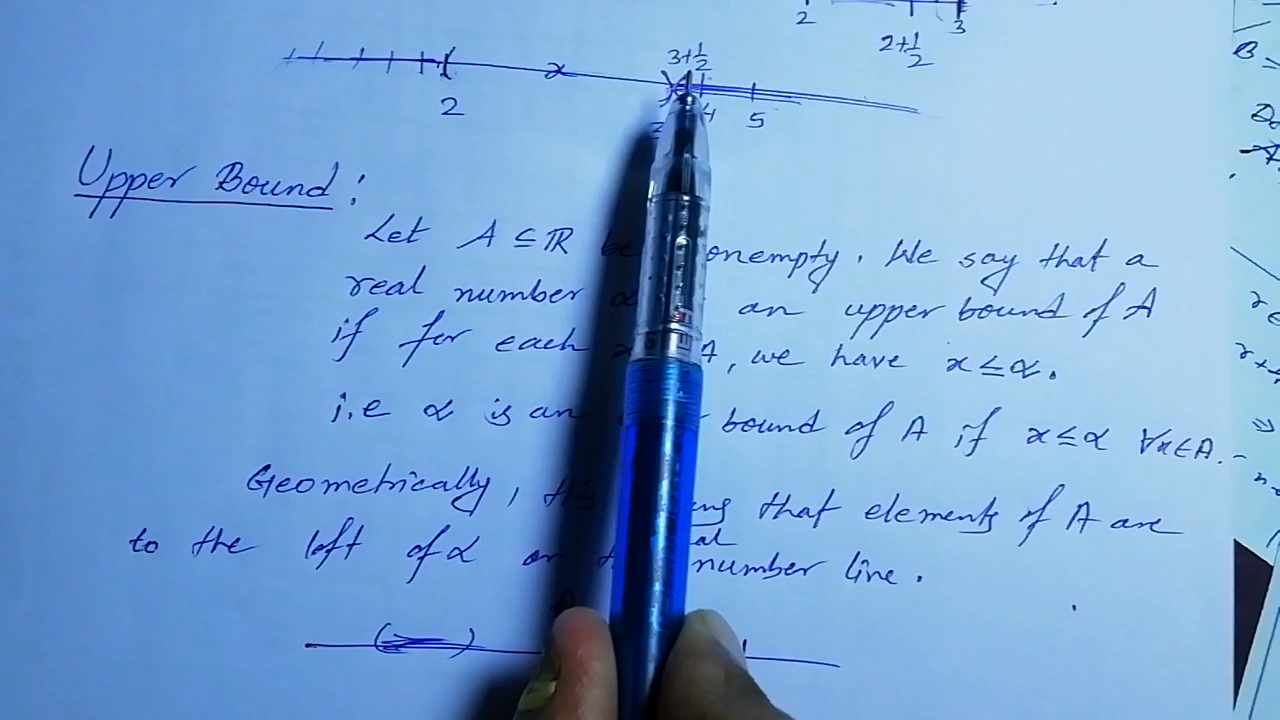 2
2+1/2
3
B =
3+1/2
2 x 4 5
Upper Bound :
Let A ⊆ ℝ be onempty. We say that a
real number α an upper bound of A
if for each A, we have x ≤ α.
i.e α is an bound of A if x ≤ α ∀x∈A.
Geometrically, this that elements of A are
to the left of α on number line.